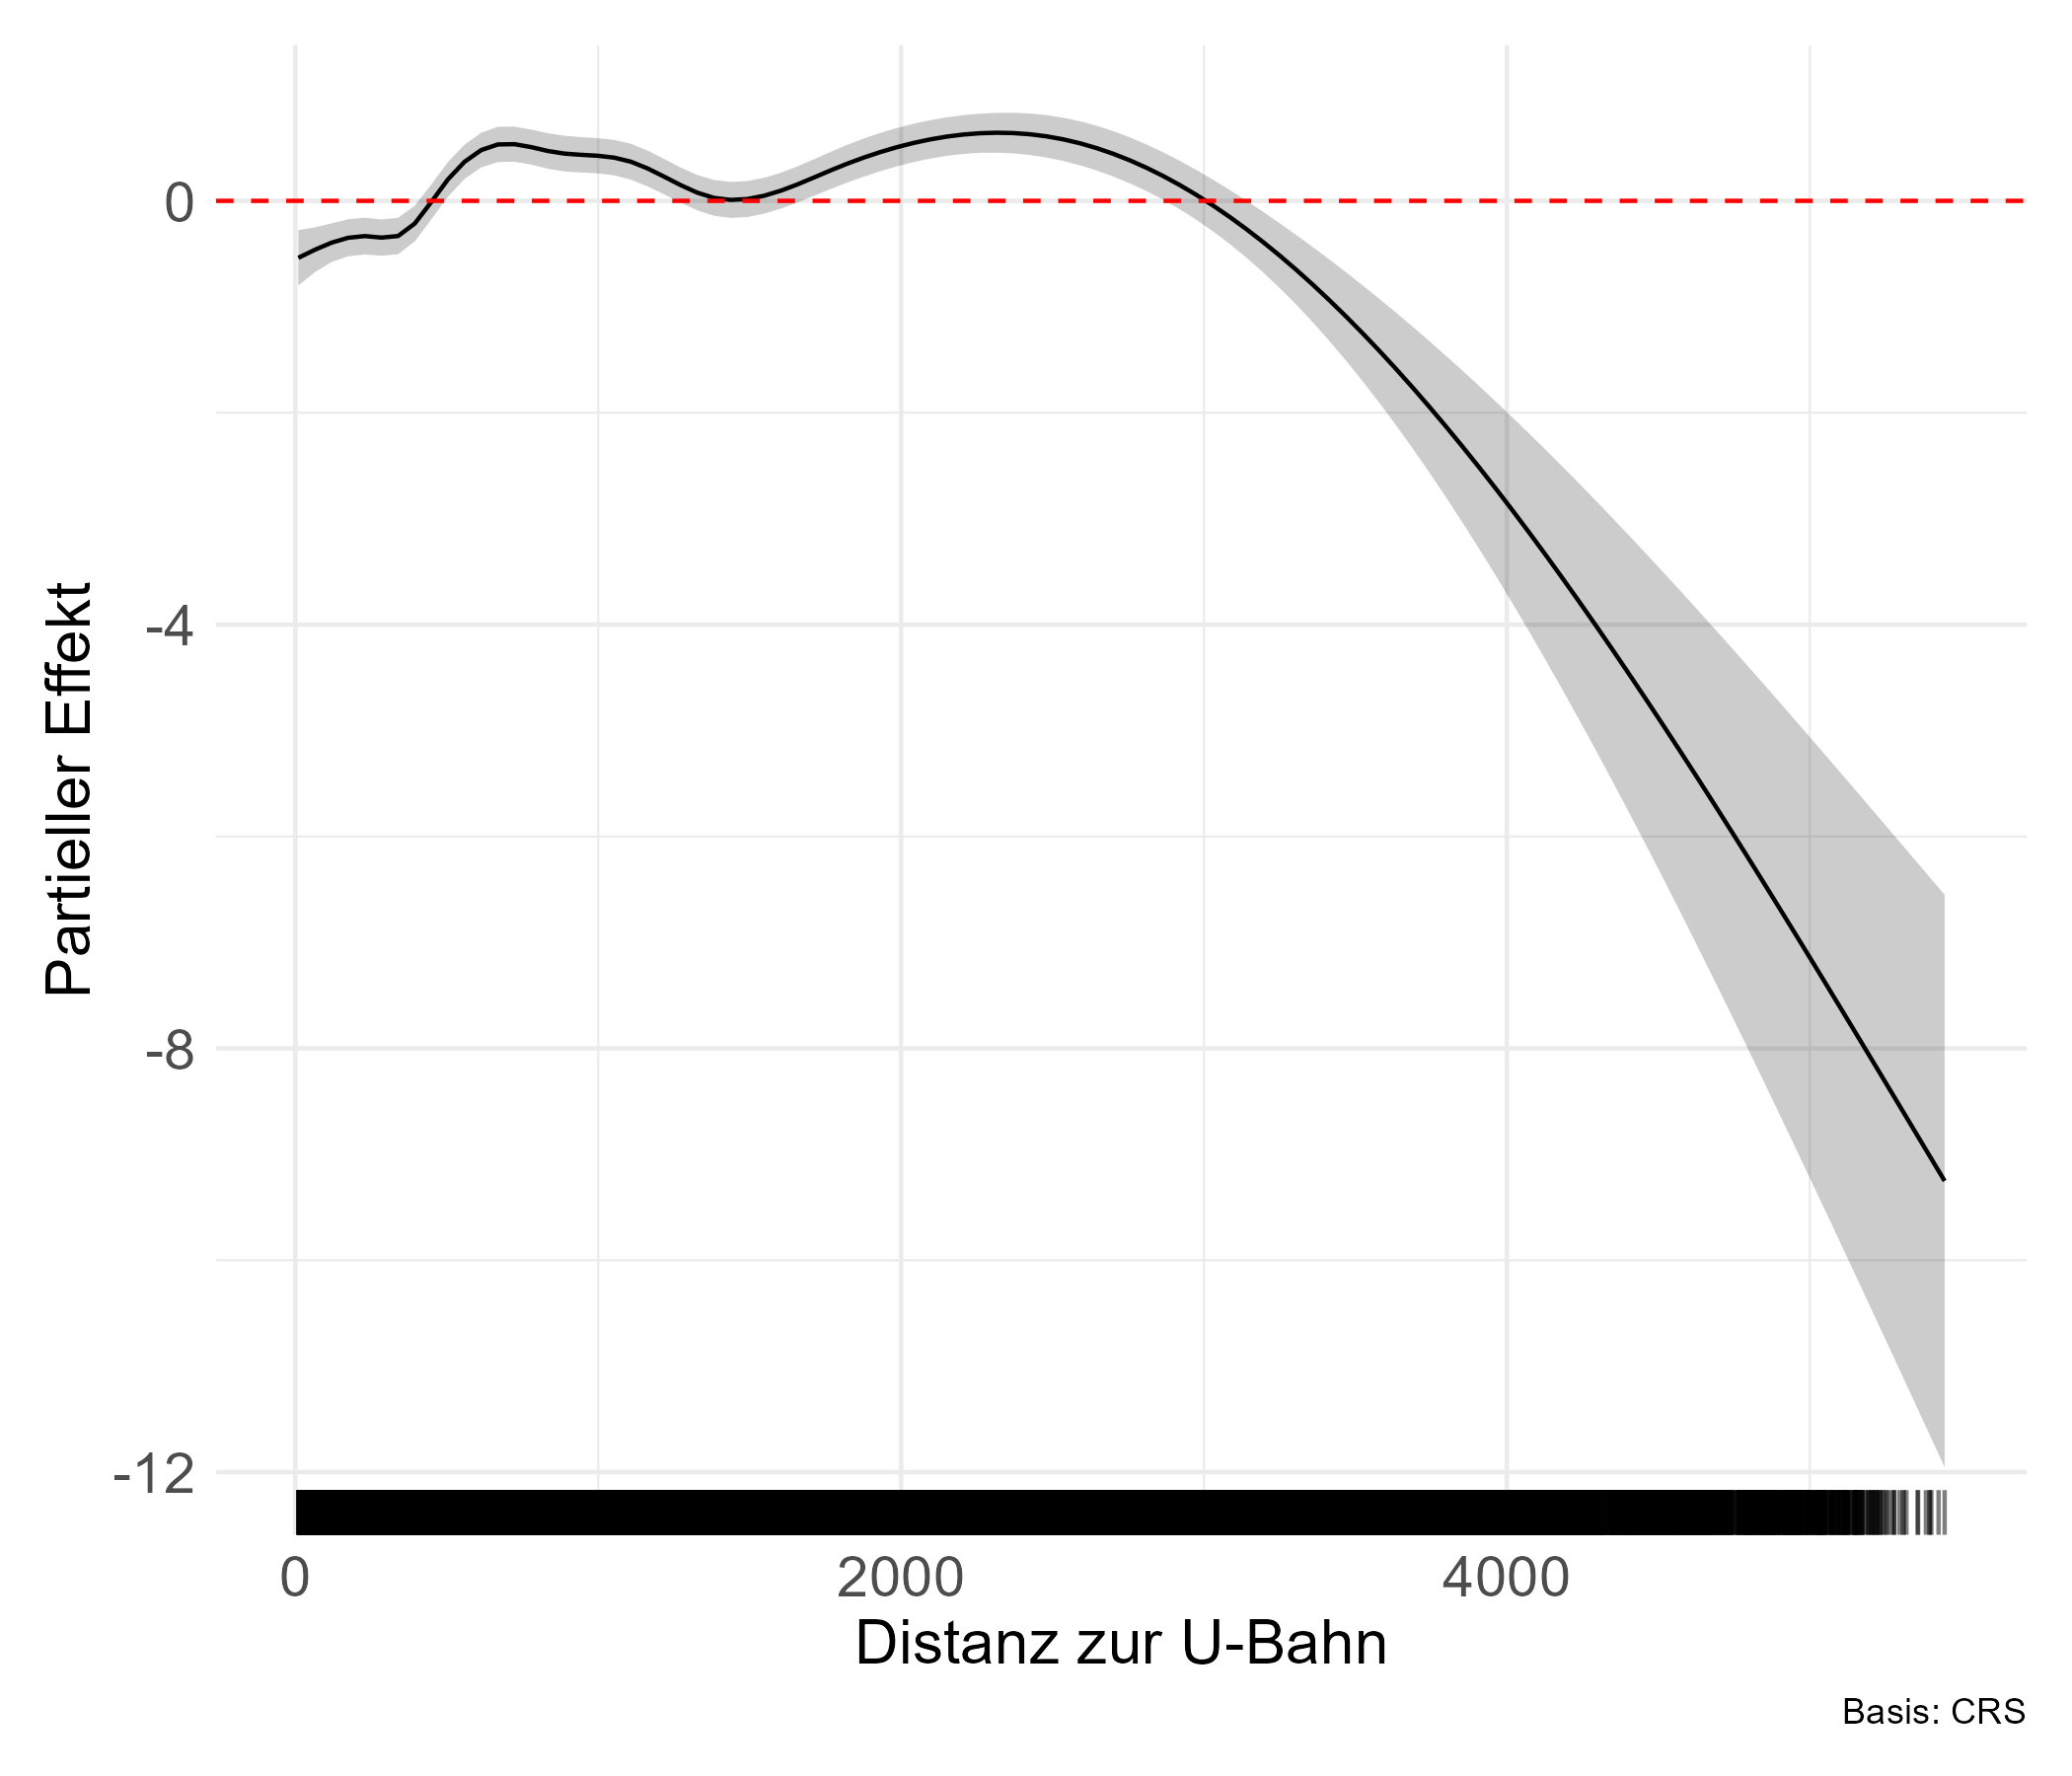 Partieller Effekt
0
-4
-8
-12
0 2000 4000
Distanz zur U-Bahn
Basis: CRS